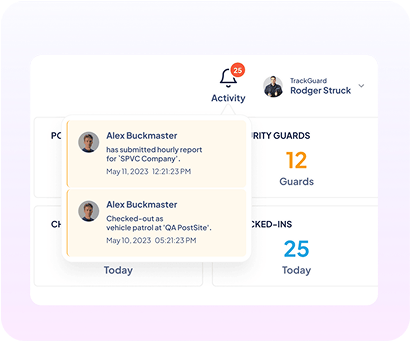 25
TrackGuard
Rodger Struck
Activity
Alex Buckmaster
has submitted hourly report
for `SPVC Company'.
May 11, 2023 12:21:23 PM
Alex Buckmaster
Checked-out as
vehicle patrol at 'QA PostSite'.
May 10, 2023 05:21:23 PM
PO
URITY GUARDS
12
Guards
CH
Today
CKED-INS
25
Today